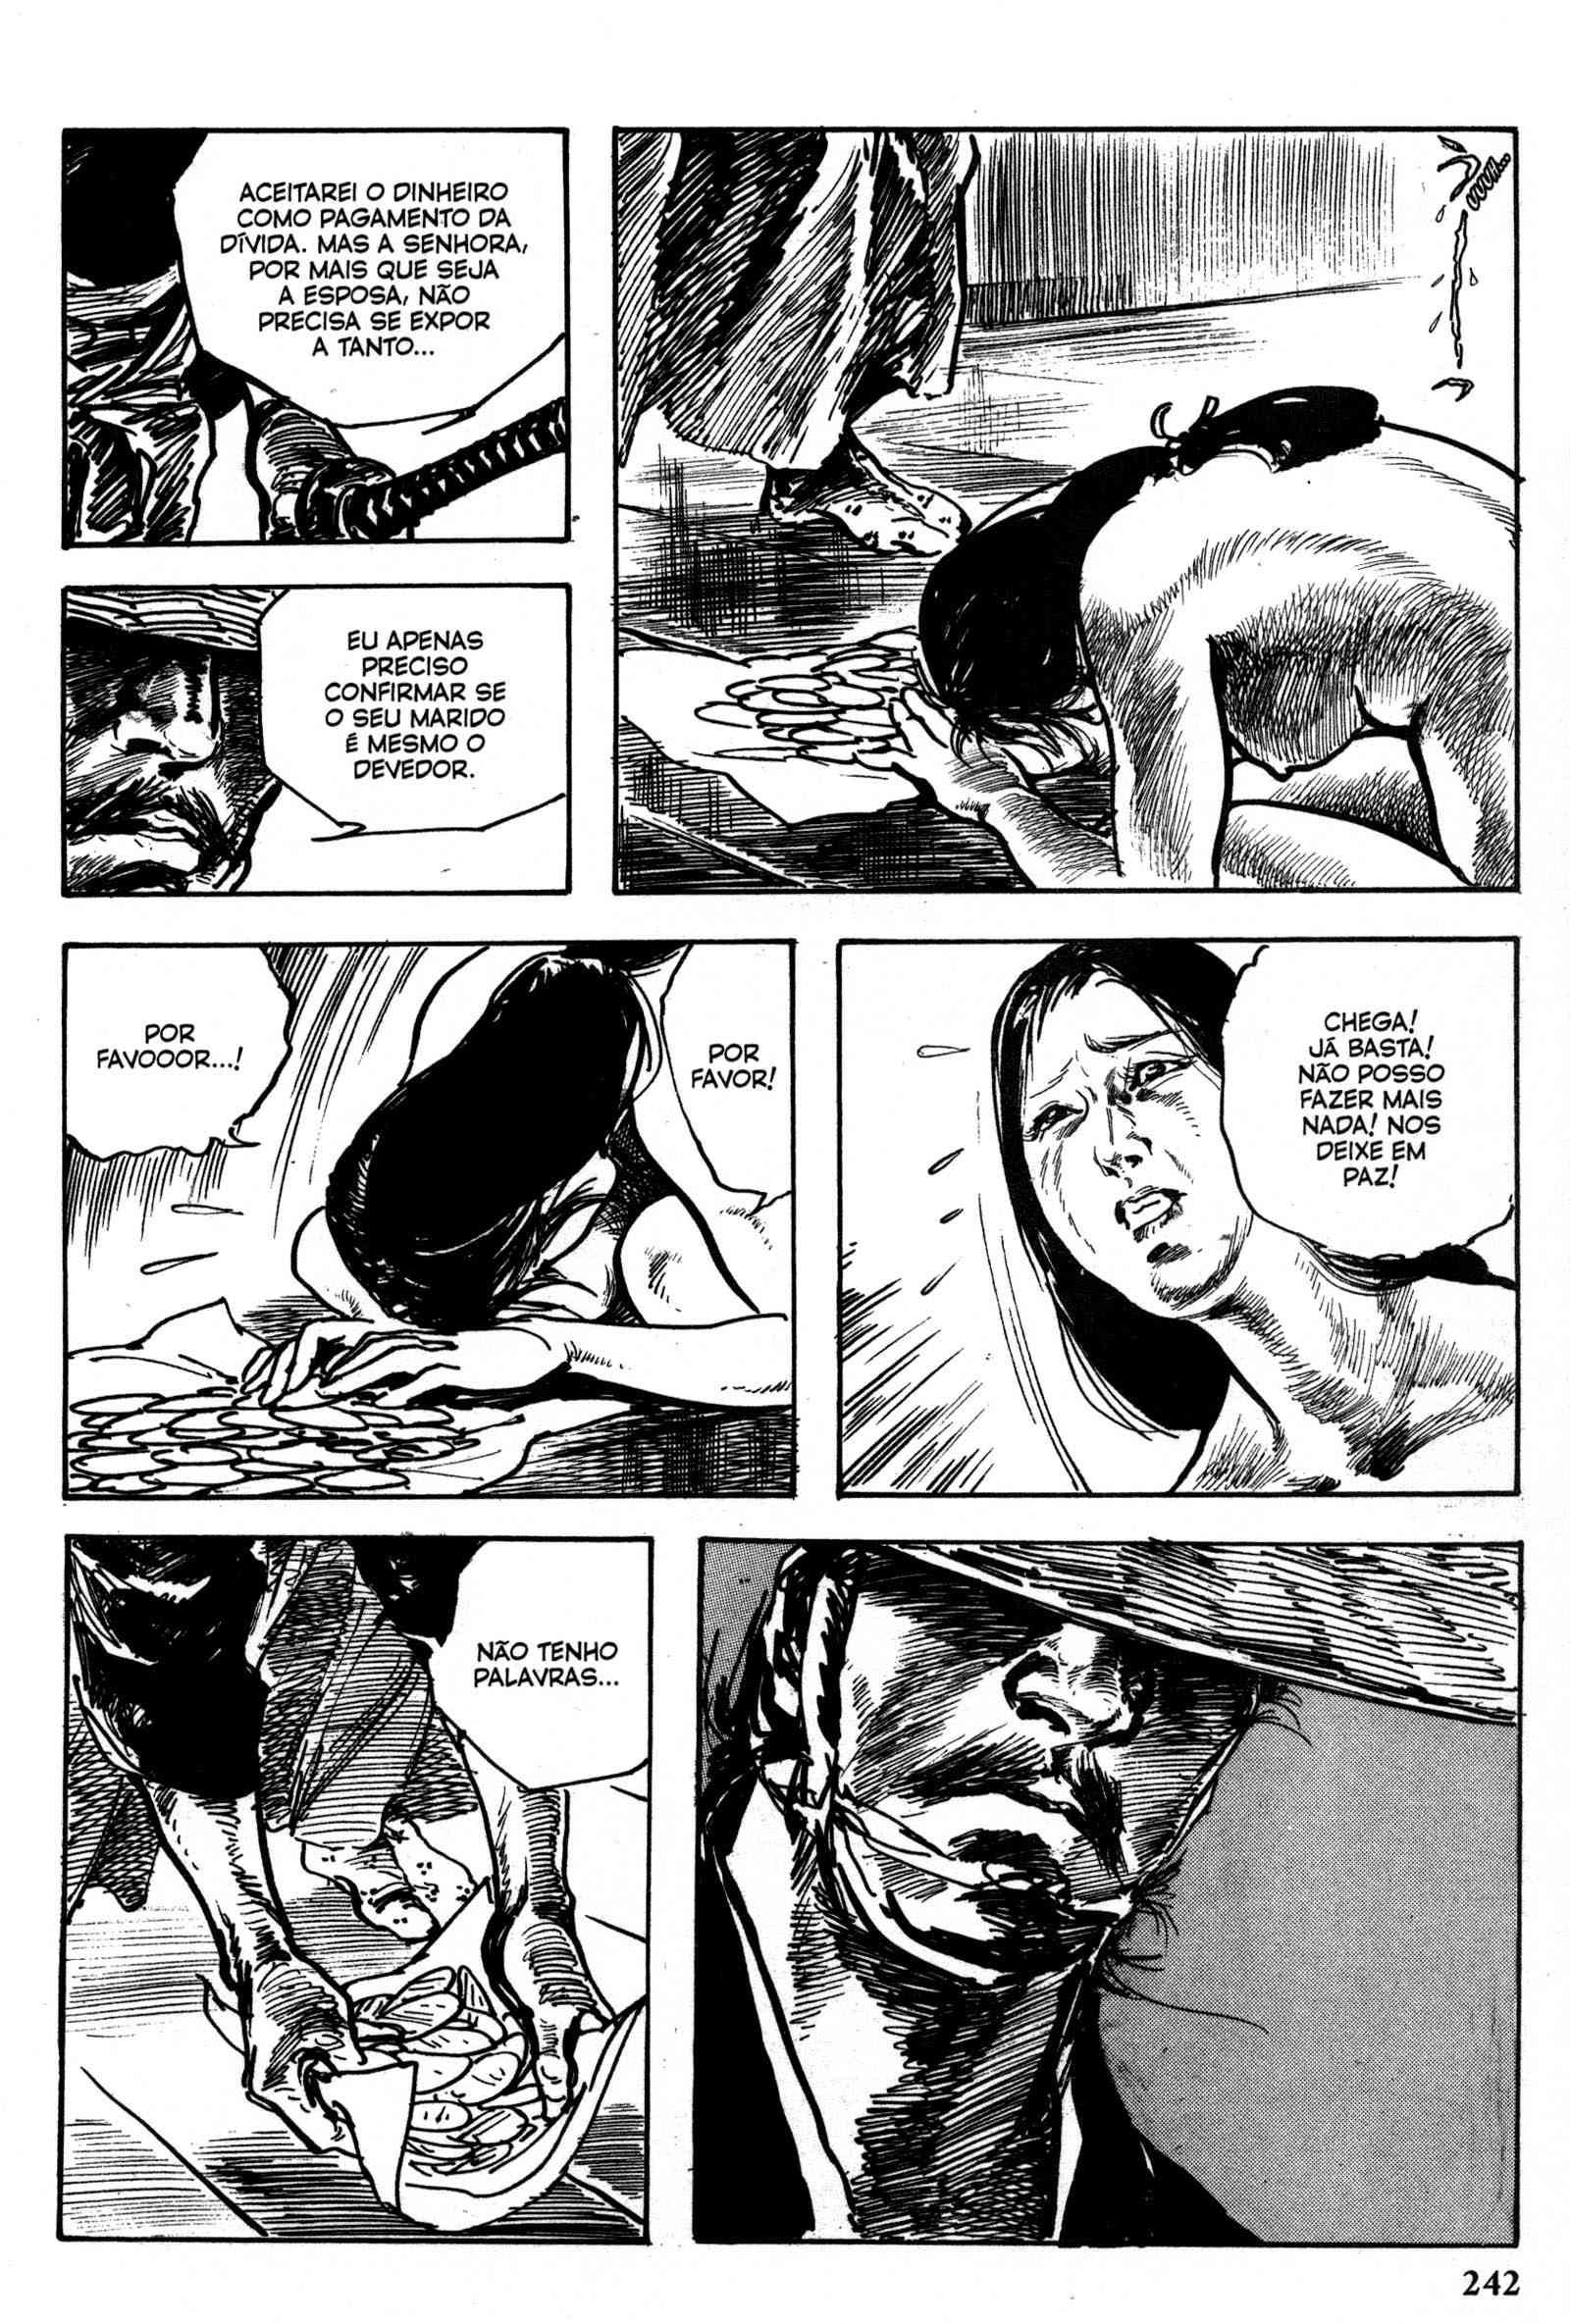 ACEITAREI O DINHEIRO
COMO PAGAMENTO DA
DÍVIDA. MAS A SENHORA,
POR MAIS QUE SEJA
A ESPOSA, NÃO
PRECISA SE EXPOR
A TANTO...
EU APENAS
PRECISO
CONFIRMAR SE
O SEU MARIDO
É MESMO O
DEVEDOR.
CHEGA!
JÁ BASTA!
NÃO POSSO
FAZER MAIS
NADA! NOS
DEIXE EM
PAZ!
POR
FAVOR!
POR
FAVOOOR...!
NÃO TENHO
PALAVRAS...
242